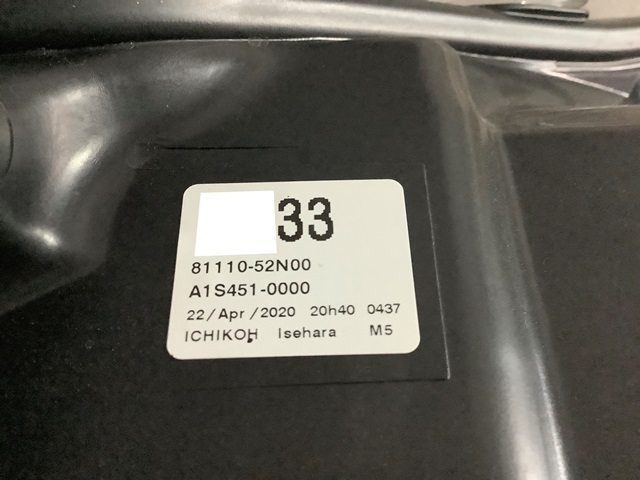 33
81110-52N00
A1S451-0000
22/Apr/2020 20h40 0437
ICHIKOH Isehara M5